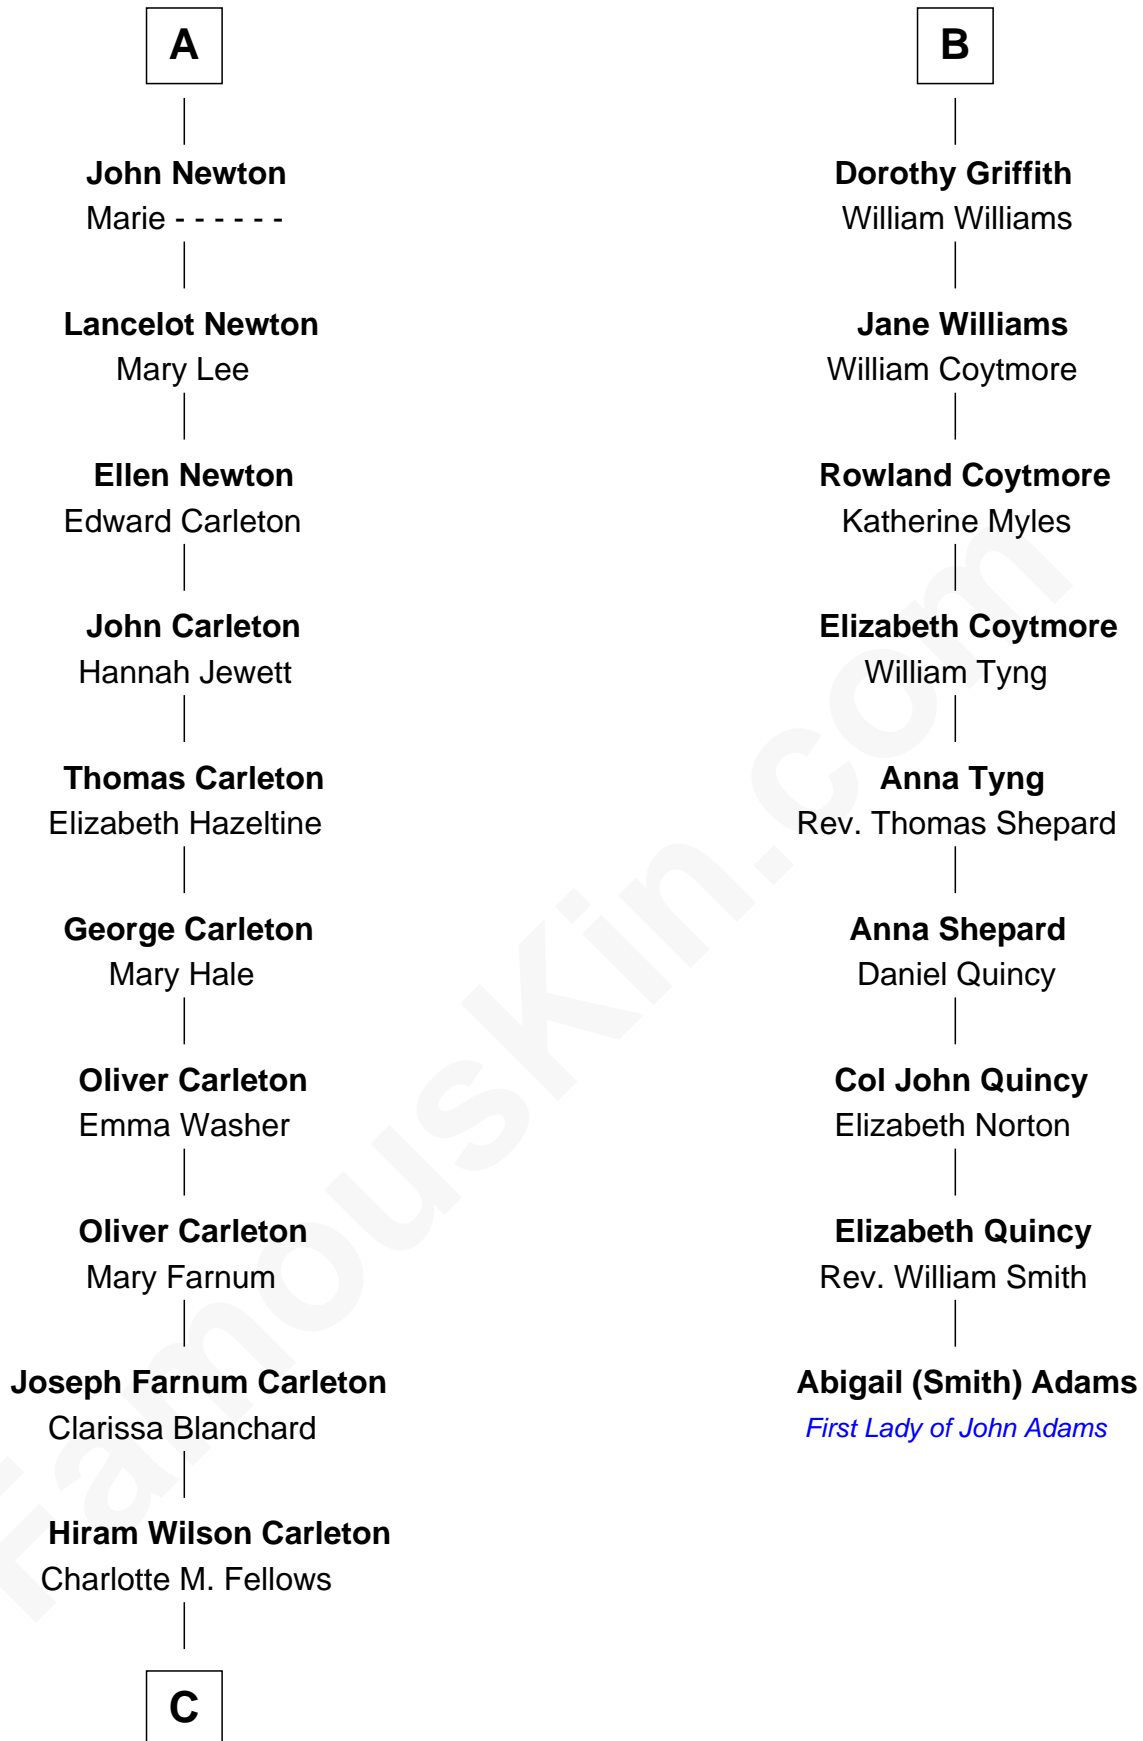 A
John Newton
Marie - - - - - -
Lancelot Newton
Mary Lee
Ellen Newton
Edward Carleton
John Carleton
Hannah Jewett
Thomas Carleton
Elizabeth Hazeltine
George Carleton
Mary Hale
Oliver Carleton
Emma Washer
Oliver Carleton
Mary Farnum
Joseph Farnum Carleton
Clarissa Blanchard
Hiram Wilson Carleton
Charlotte M. Fellows
C
B
Dorothy Griffith
William Williams
Jane Williams
William Coytmore
Rowland Coytmore
Katherine Myles
Elizabeth Coytmore
William Tyng
Anna Tyng
Rev. Thomas Shepard
Anna Shepard
Daniel Quincy
Col John Quincy
Elizabeth Norton
Elizabeth Quincy
Rev. William Smith
Abigail (Smith) Adams
First Lady of John Adams
FamousKin.com